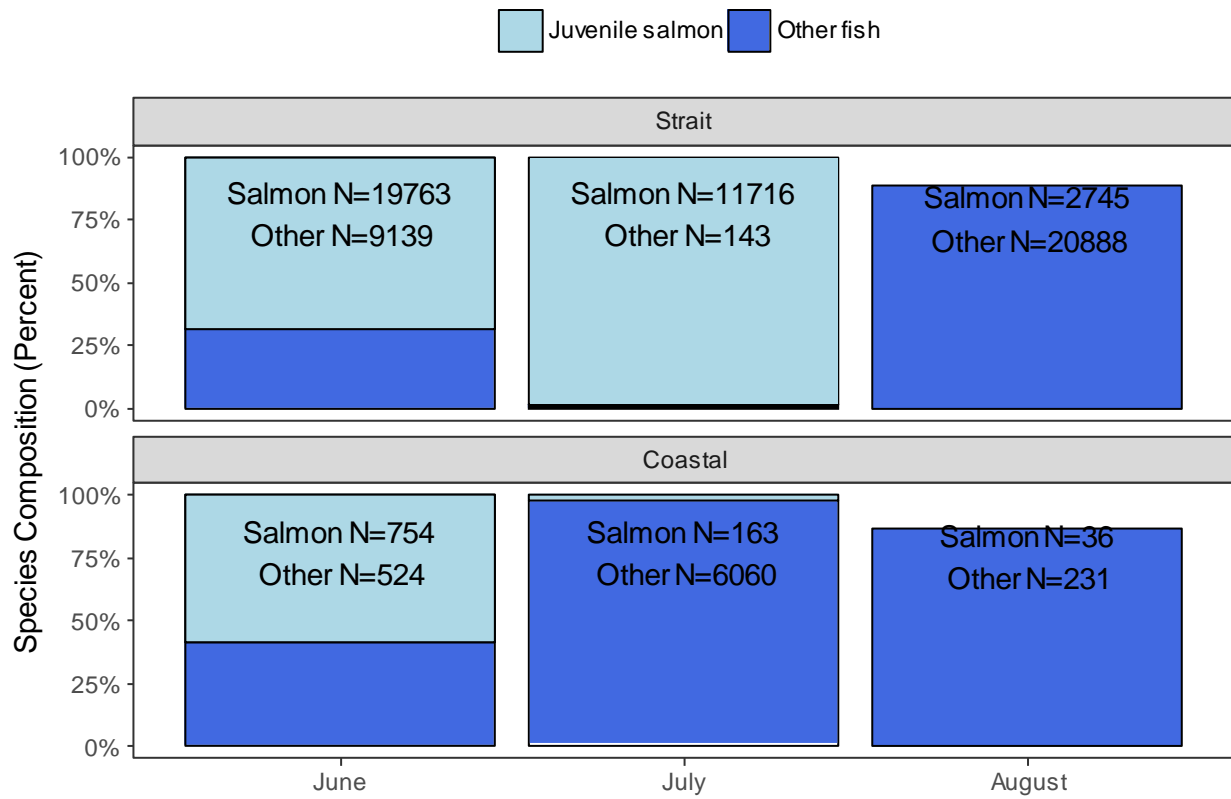 Juvenile salmon Other fish
Strait
100%
75%
50%
25%
0%
Salmon N=19763
Other N=9139
Salmon N=11716
Other N=143
Salmon N=2745
Other N=20888
Species Composition (Percent)
Coastal
100%
75%
50%
25%
0%
Salmon N=754
Other N=524
Salmon N=163
Other N=6060
Salmon N=36
Other N=231
June July August